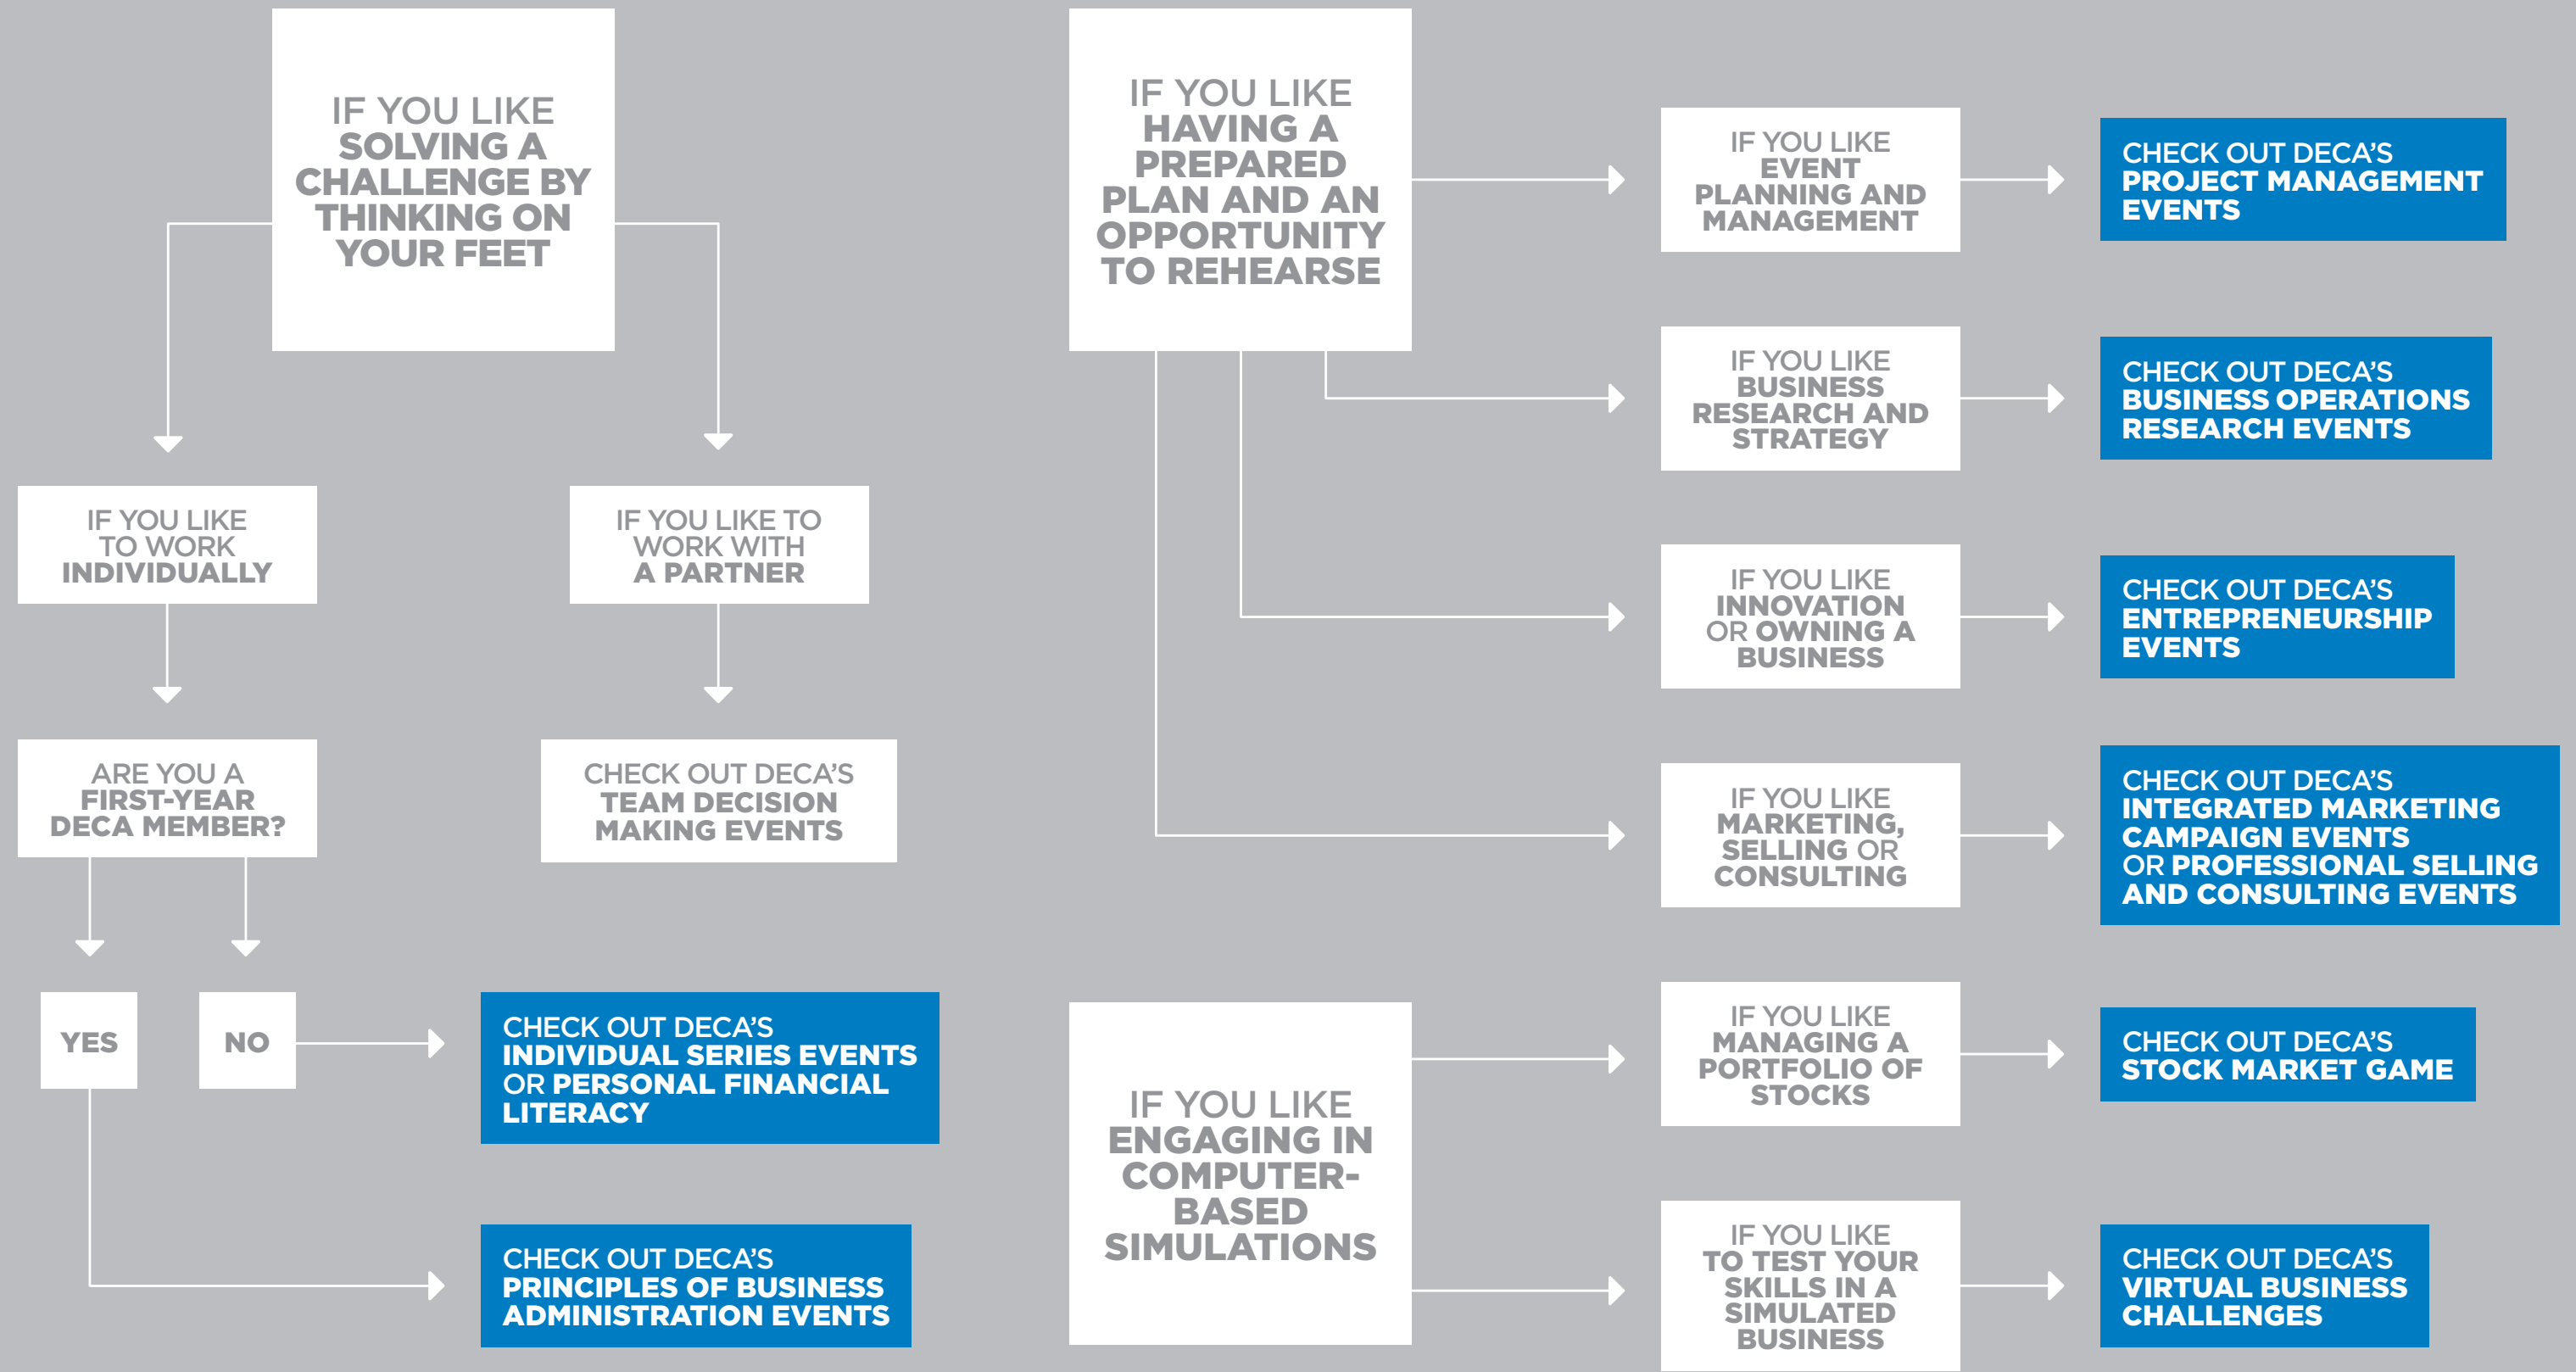 IF YOU LIKE
SOLVING A
CHALLENGE BY
THINKING ON
YOUR FEET
IF YOU LIKE
TO WORK
INDIVIDUALLY
IF YOU LIKE TO
WORK WITH
A PARTNER
ARE YOU A
FIRST-YEAR
DECA MEMBER?
CHECK OUT DECA’S
TEAM DECISION
MAKING EVENTS
YES
NO
CHECK OUT DECA’S
INDIVIDUAL SERIES EVENTS
OR PERSONAL FINANCIAL
LITERACY
CHECK OUT DECA’S
PRINCIPLES OF BUSINESS
ADMINISTRATION EVENTS
IF YOU LIKE
HAVING A
PREPARED
PLAN AND AN
OPPORTUNITY
TO REHEARSE
IF YOU LIKE
EVENT
PLANNING AND
MANAGEMENT
CHECK OUT DECA’S
PROJECT MANAGEMENT
EVENTS
IF YOU LIKE
BUSINESS
RESEARCH AND
STRATEGY
CHECK OUT DECA’S
BUSINESS OPERATIONS
RESEARCH EVENTS
IF YOU LIKE
INNOVATION
OR OWNING A
BUSINESS
CHECK OUT DECA’S
ENTREPRENEURSHIP
EVENTS
IF YOU LIKE
MARKETING,
SELLING OR
CONSULTING
CHECK OUT DECA’S
INTEGRATED MARKETING
CAMPAIGN EVENTS
OR PROFESSIONAL SELLING
AND CONSULTING EVENTS
IF YOU LIKE
ENGAGING IN
COMPUTER-
BASED
SIMULATIONS
IF YOU LIKE
MANAGING A
PORTFOLIO OF
STOCKS
CHECK OUT DECA’S
STOCK MARKET GAME
IF YOU LIKE
TO TEST YOUR
SKILLS IN A
SIMULATED
BUSINESS
CHECK OUT DECA’S
VIRTUAL BUSINESS
CHALLENGES